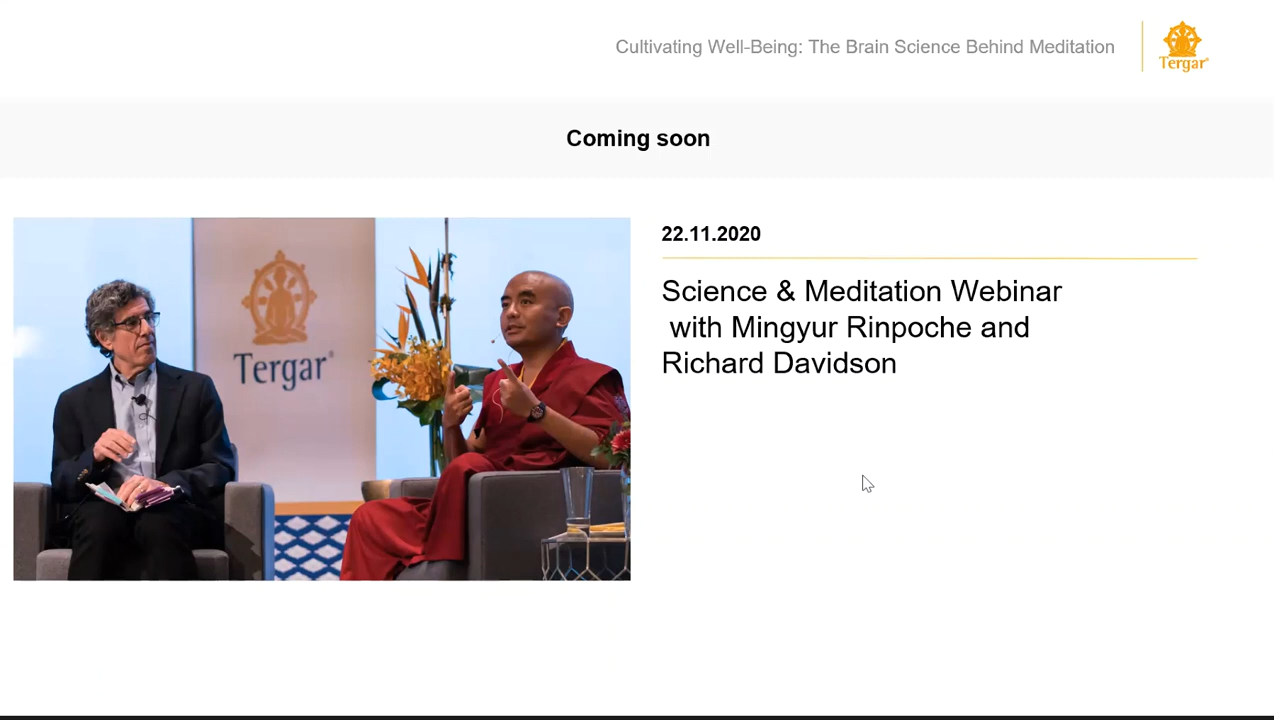 Cultivating Well-Being: The Brain Science Behind Meditation
Tergar®
Coming soon
Tergar®
22.11.2020
Science & Meditation Webinar
with Mingyur Rinpoche and
Richard Davidson